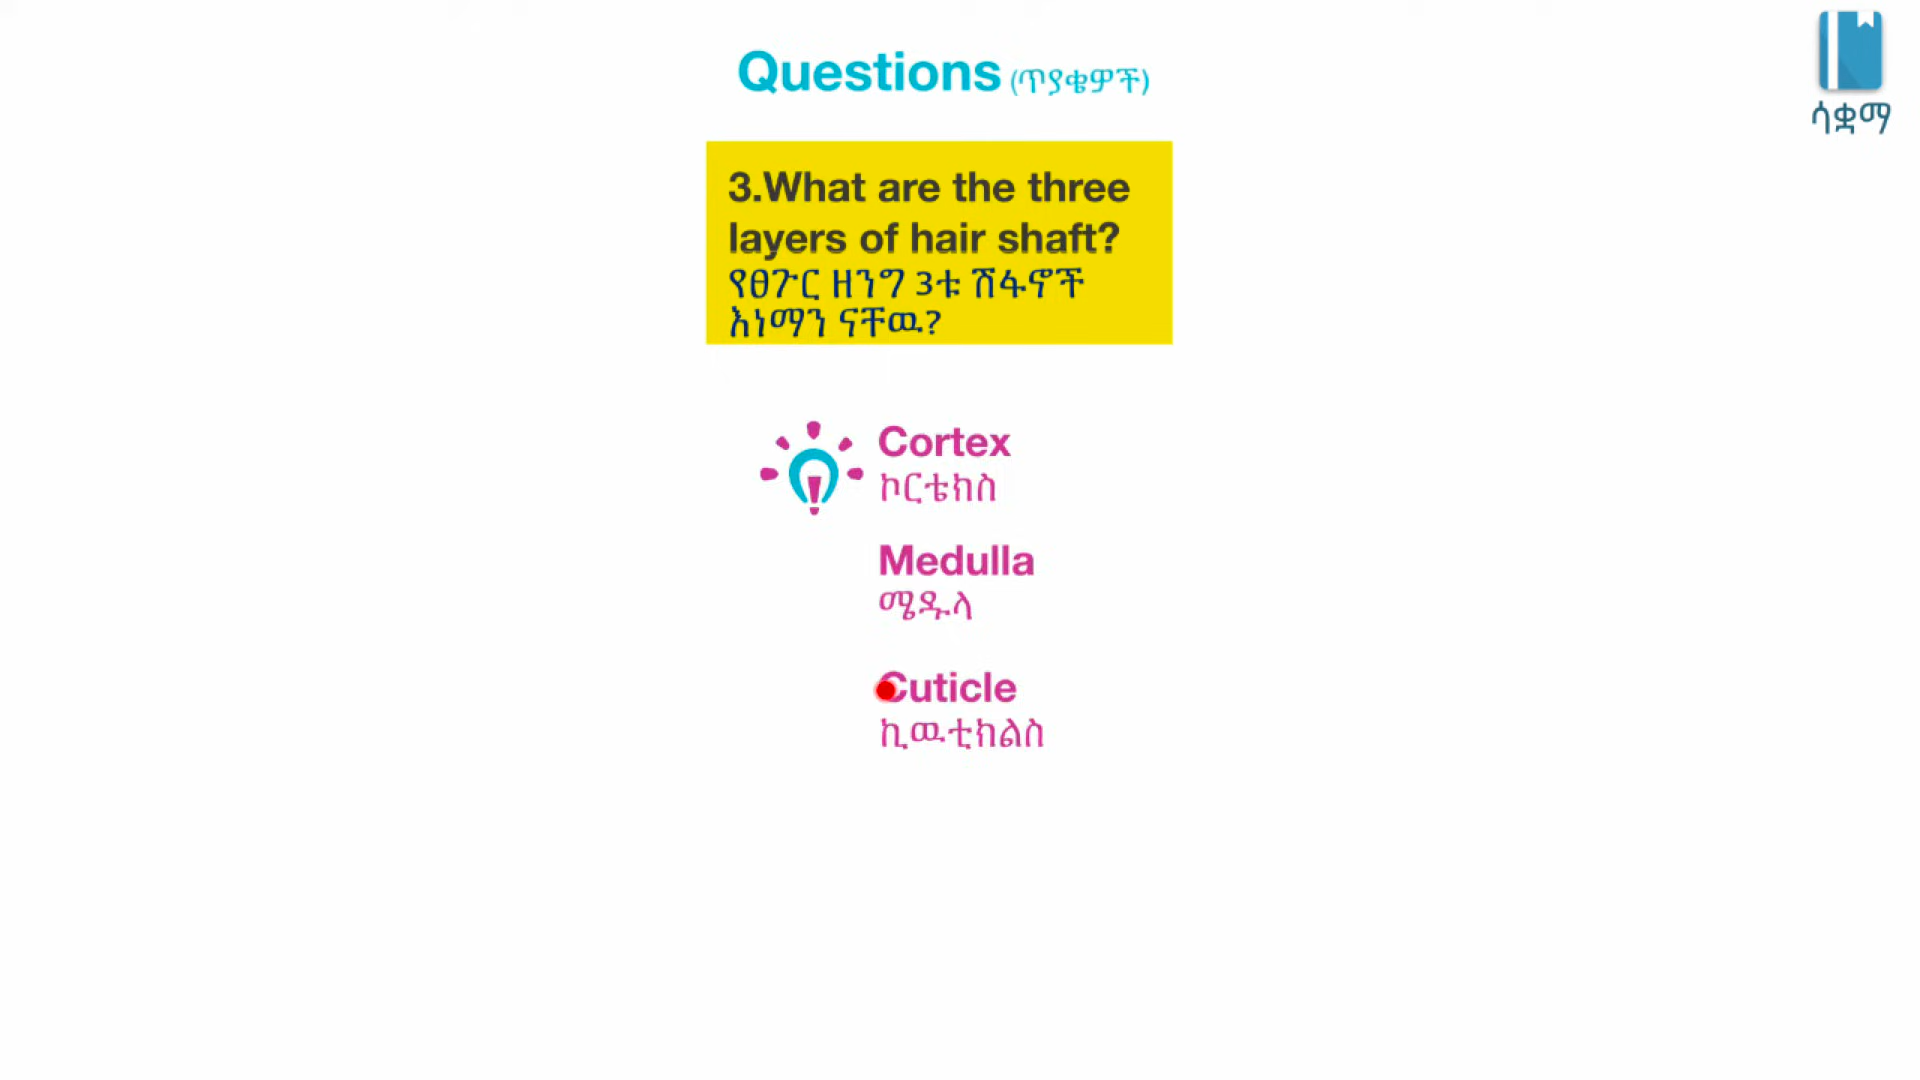 Questions (ጥያቄዎች)
ሳቋማ
3.What are the three
layers of hair shaft?
የፀጉር ዘንግ 3ቱ ሽፋኖች
እነማን ናቸዉ?
Cortex
ኮርቴክስ
Medulla
ሜዱላ
Cuticle
ኪዉቲክልስ